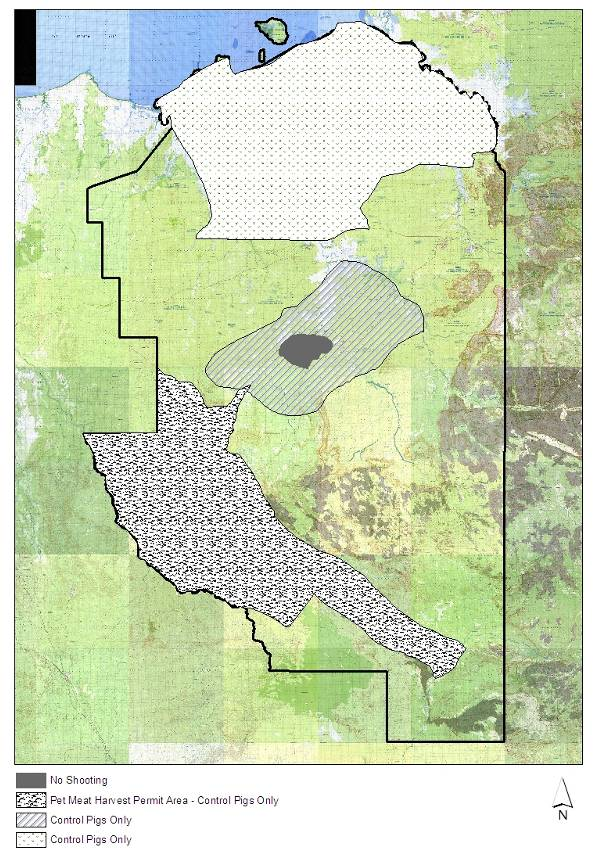 No Shooting
Pet Meat Harvest Permit Area - Control Pigs Only
Control Pigs Only
Control Pigs Only
N